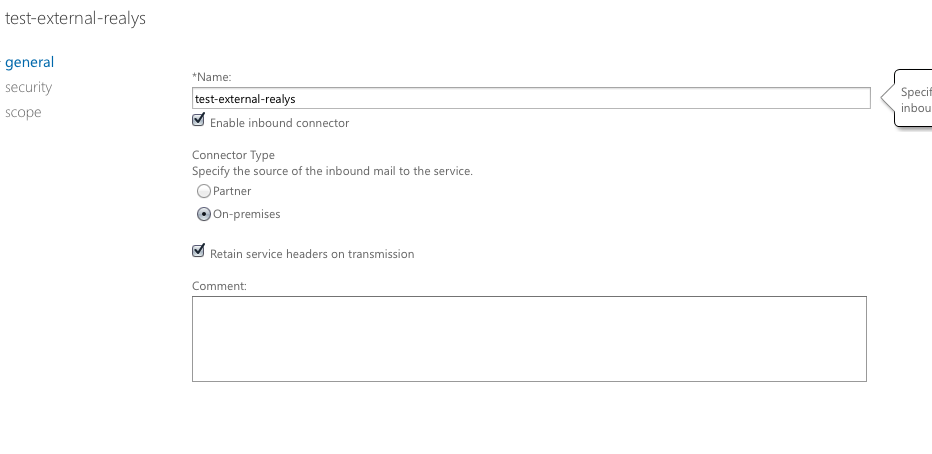 test-external-realys
general
security
scope
*Name:
test-external-realys
Enable inbound connector
Specif
inbou
Connector Type
Specify the source of the inbound mail to the service.
Partner
On-premises
Retain service headers on transmission
Comment: